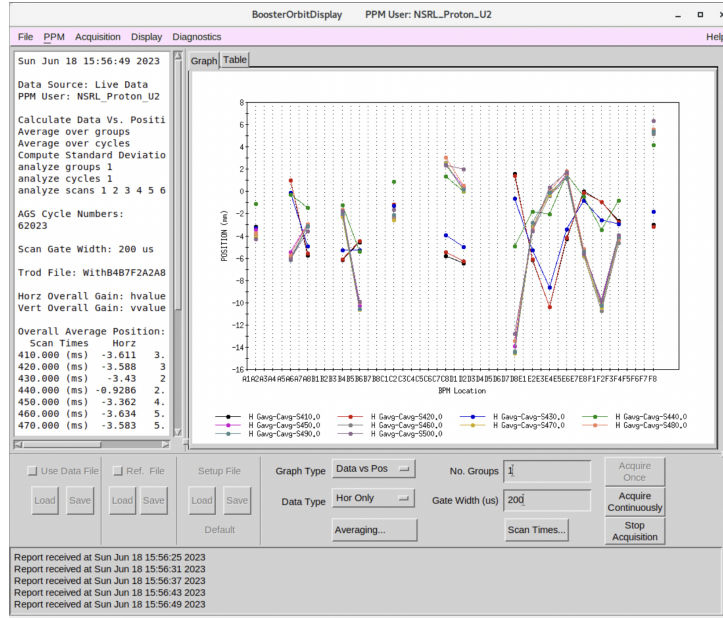 BoosterOrbitDisplay PPM User: NSRL_Proton_U2
File PPM Acquisition Display Diagnostics Help
Sun Jun 18 15:56:49 2023
Data Source: Live Data
PPM User: NSRL_Proton_U2
Calculate Data Vs. Positi
Average over groups
Average over cycles
Compute Standard Deviatio
analyze groups 1
analyze cycles 1
analyze scans 1 2 3 4 5 6
AGS Cycle Numbers:
62023
Scan Gate Width: 200 us
Trod File: WithB4B7F2A2A8
Horz Overall Gain: hvalue
Vert Overall Gain: vvalue
Overall Average Position:
Scan Times Horz
410.000 (ms) -3.611 3.
420.000 (ms) -3.588 3
430.000 (ms) -3.43 2
440.000 (ms) -0.9286 2.
450.000 (ms) -3.362 4.
460.000 (ms) -3.634 5.
470.000 (ms) -3.583 5.
Graph Table
8
6
4
2
0
-2
-4
-6
-8
-10
-12
-14
-16
POSITION (mm)
A1A2A3A4A5A6A7A8B1B2B3B4B5B6B7B8C1C2C3C4C5C6C7C8D1D2D3D4D5D6D7D8E1E2E3E4E5E6E7E8F1F2F3F4F5F6F7F8
BPM Location
H Gavg-Cavg-S410.0 H Gavg-Cavg-S420.0 H Gavg-Cavg-S430.0 H Gavg-Cavg-S440.0
H Gavg-Cavg-S450.0 H Gavg-Cavg-S460.0 H Gavg-Cavg-S470.0 H Gavg-Cavg-S480.0
H Gavg-Cavg-S490.0 H Gavg-Cavg-S500.0
Use Data File Ref. File Setup File
Load Save Load Save Load Save
Default
Graph Type Data vs Pos No. Groups 1
Data Type Hor Only Gate Width (us) 200
Averaging... Scan Times...
Acquire Once
Acquire Continuously
Stop Acquisition
Report received at Sun Jun 18 15:56:25 2023
Report received at Sun Jun 18 15:56:31 2023
Report received at Sun Jun 18 15:56:37 2023
Report received at Sun Jun 18 15:56:43 2023
Report received at Sun Jun 18 15:56:49 2023